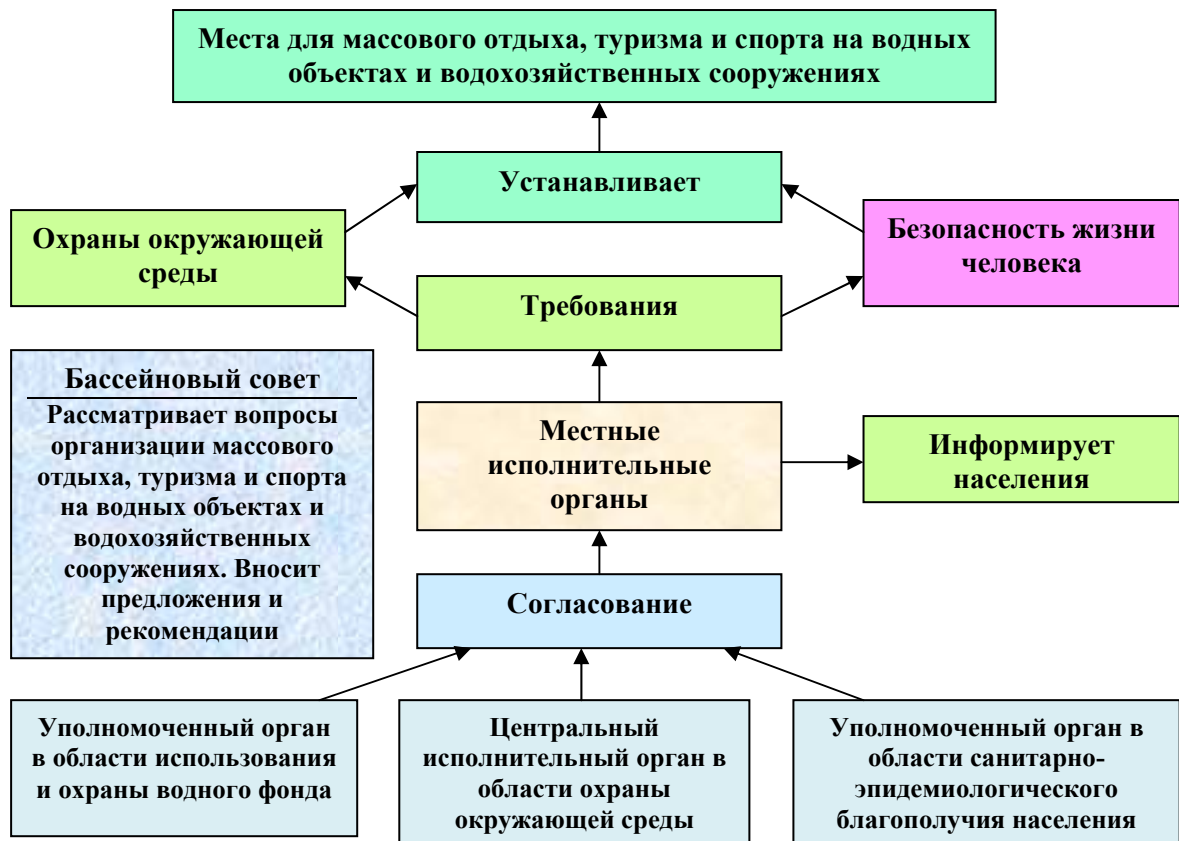 Места для массового отдыха, туризма и спорта на водных
объектах и водохозяйственных сооружениях
Устанавливает
Охраны окружающей
среды
Безопасность жизни
человека
Требования
Бассейновый совет
Рассматривает вопросы
организации массового
отдыха, туризма и спорта
на водных объектах и
водохозяйственных
сооружениях. Вносит
предложения и
рекомендации
Местные
исполнительные
органы
Информирует
населения
Согласование
Уполномоченный орган
в области использования
и охраны водного фонда
Центральный
исполнительный орган в
области охраны
окружающей среды
Уполномоченный орган в
области санитарно-
эпидемиологического
благополучия населения